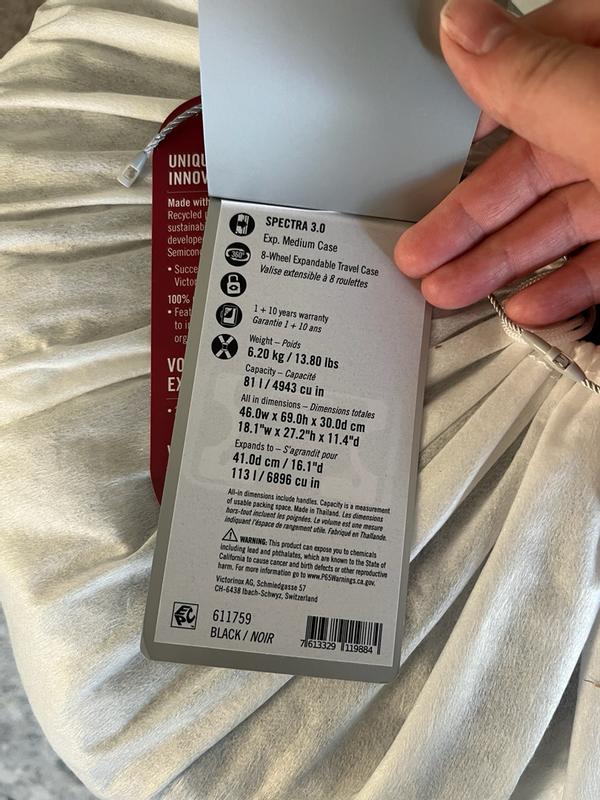 UNIQU
INNOV
Made with
Recycled
sustainab
develope
Semicon
• Succe
Victor
100%
• Feat
to i
org
VO
EX
SPECTRA 3.0
Exp. Medium Case
360°
8-Wheel Expandable Travel Case
Valise extensible à 8 roulettes
1 + 10 years warranty
Garantie 1 + 10 ans
Weight – Poids
6.20 kg / 13.80 lbs
Capacity – Capacité
81 l / 4943 cu in
All in dimensions – Dimensions totales
46.0w x 69.0h x 30.0d cm
18.1"w x 27.2"h x 11.4"d
Expands to – S'agrandit pour
41.0d cm / 16.1"d
113 l / 6896 cu in
All-in dimensions include handles. Capacity is a measurement
of usable packing space. Made in Thailand. Les dimensions
hors-tout incluent les poignées. Le volume est une mesure
indiquant l'espace de rangement utile. Fabriqué en Thaïlande.
WARNING: This product can expose you to chemicals
including lead and phthalates, which are known to the State of
California to cause cancer and birth defects or other reproductive
harm. For more information go to www.P65Warnings.ca.gov.
Victorinox AG, Schmiedgasse 57
CH-6438 Ibach-Schwyz, Switzerland
611759
BLACK / NOIR
7 613329 119884